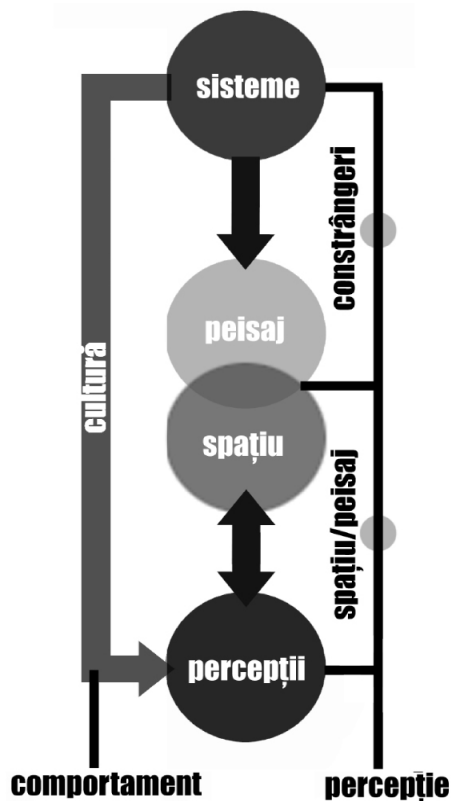 sisteme
constrângeri
peisaj
cultură
spațiu
spațiu/peisaj
percepții
comportament
percepție